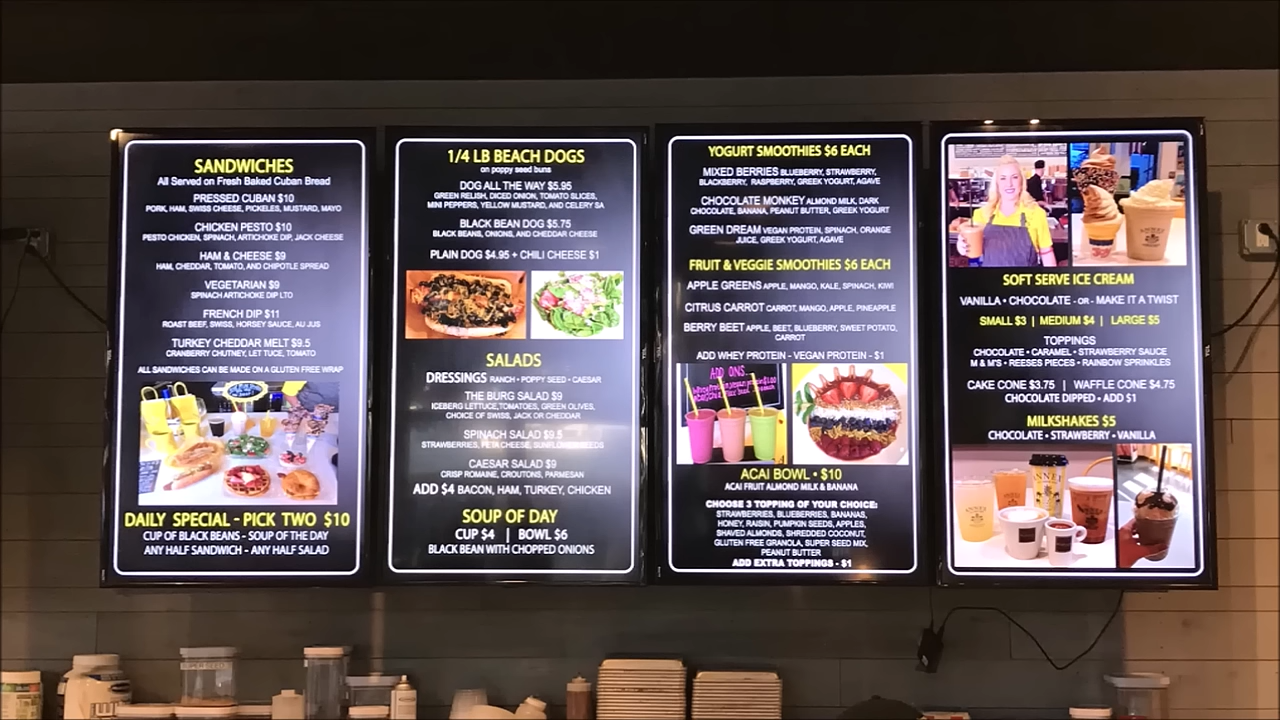 SANDWICHES
All Served on Fresh Baked Cuban Bread
PRESSED CUBAN $10
PORK, HAM, SWISS CHEESE, PICKELES, MUSTARD, MAYO
CHICKEN PESTO $10
PESTO CHICKEN, SPINACH, ARTICHOKE DIP, JACK CHEESE
HAM & CHEESE $9
HAM, CHEDDAR, TOMATO, AND CHIPOTLE SPREAD
VEGETARIAN $9
SPINACH ARTICHOKE DIP LTO
FRENCH DIP $11
ROAST BEEF, SWISS, HORSEY SAUCE, AU JUS
TURKEY CHEDDAR MELT $9.5
CRANBERRY CHUTNEY, LET TUCE, TOMATO
ALL SANDWICHES CAN BE MADE ON A GLUTEN FREE WRAP
DAILY SPECIAL - PICK TWO $10
CUP OF BLACK BEANS - SOUP OF THE DAY
ANY HALF SANDWICH - ANY HALF SALAD
1/4 LB BEACH DOGS
on poppy seed buns
DOG ALL THE WAY $5.95
GREEN RELISH, DICED ONION, TOMATO SLICES,
MINI PEPPERS, YELLOW MUSTARD, AND CELERY SA
BLACK BEAN DOG $5.75
BLACK BEANS, ONIONS, AND CHEDDAR CHEESE
PLAIN DOG $4.95 + CHILI CHEESE $1
SALADS
DRESSINGS RANCH • POPPY SEED • CAESAR
THE BURG SALAD $9
ICEBERG LETTUCE,TOMATOES, GREEN OLIVES,
CHOICE OF SWISS, JACK OR CHEDDAR
SPINACH SALAD $9.5
STRAWBERRIES, FETA CHEESE, SUNFLOWER SEEDS
CAESAR SALAD $9
CRISP ROMAINE, CROUTONS, PARMESAN
ADD $4 BACON, HAM, TURKEY, CHICKEN
SOUP OF DAY
CUP $4 | BOWL $6
BLACK BEAN WITH CHOPPED ONIONS
YOGURT SMOOTHIES $6 EACH
MIXED BERRIES BLUEBERRY, STRAWBERRY,
BLACKBERRY, RASPBERRY, GREEK YOGURT, AGAVE
CHOCOLATE MONKEY ALMOND MILK, DARK
CHOCOLATE, BANANA, PEANUT BUTTER, GREEK YOGURT
GREEN DREAM VEGAN PROTEIN, SPINACH, ORANGE
JUICE, GREEK YOGURT, AGAVE
FRUIT & VEGGIE SMOOTHIES $6 EACH
APPLE GREENS APPLE, MANGO, KALE, SPINACH, KIWI
CITRUS CARROT CARROT, MANGO, APPLE, PINEAPPLE
BERRY BEET APPLE, BEET, BLUEBERRY, SWEET POTATO,
CARROT
ADD WHEY PROTEIN - VEGAN PROTEIN - $1
ADD ONS
ACAI BOWL • $10
ACAI FRUIT ALMOND MILK & BANANA
CHOOSE 3 TOPPING OF YOUR CHOICE:
STRAWBERRIES, BLUEBERRIES, BANANAS,
HONEY, RAISIN, PUMPKIN SEEDS, APPLES,
SHAVED ALMONDS, SHREDDED COCONUT,
GLUTEN FREE GRANOLA, SUPER SEED MIX,
PEANUT BUTTER
ADD EXTRA TOPPINGS - $1
SOFT SERVE ICE CREAM
VANILLA • CHOCOLATE - OR - MAKE IT A TWIST
SMALL $3 | MEDIUM $4 | LARGE $5
TOPPINGS
CHOCOLATE • CARAMEL • STRAWBERRY SAUCE
M & M'S • REESES PIECES • RAINBOW SPRINKLES
CAKE CONE $3.75 | WAFFLE CONE $4.75
CHOCOLATE DIPPED • ADD $1
MILKSHAKES $5
CHOCOLATE • STRAWBERRY • VANILLA